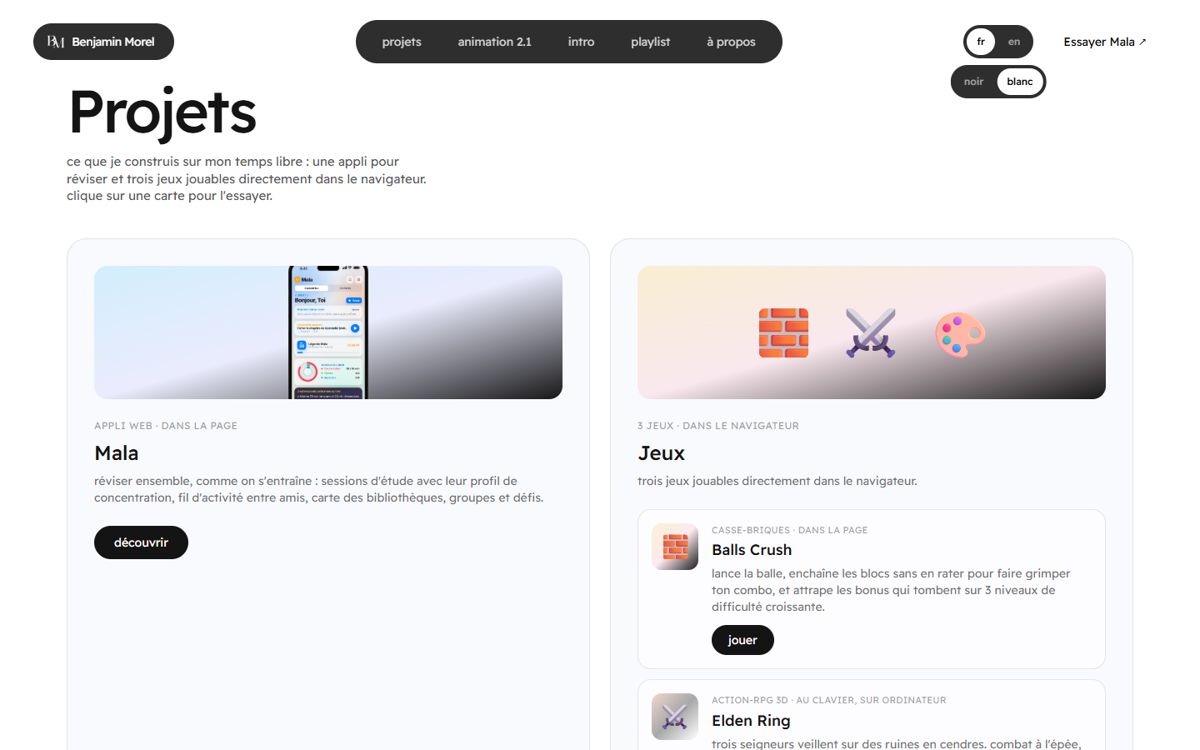 BM Benjamin Morel
projets animation 2.1 intro playlist à propos
fr en
Essayer Mala ↗
noir blanc
Projets
ce que je construis sur mon temps libre : une appli pour
réviser et trois jeux jouables directement dans le navigateur.
clique sur une carte pour l'essayer.
Mala
Bonjour, Toi
APPLI WEB · DANS LA PAGE
Mala
réviser ensemble, comme on s'entraîne : sessions d'étude avec leur profil de
concentration, fil d'activité entre amis, carte des bibliothèques, groupes et défis.
découvrir
3 JEUX · DANS LE NAVIGATEUR
Jeux
trois jeux jouables directement dans le navigateur.
CASSE-BRIQUES · DANS LA PAGE
Balls Crush
lance la balle, enchaîne les blocs sans en rater pour faire grimper
ton combo, et attrape les bonus qui tombent sur 3 niveaux de
difficulté croissante.
jouer
ACTION-RPG 3D · AU CLAVIER, SUR ORDINATEUR
Elden Ring
trois seigneurs veillent sur des ruines en cendres. combat à l'épée,